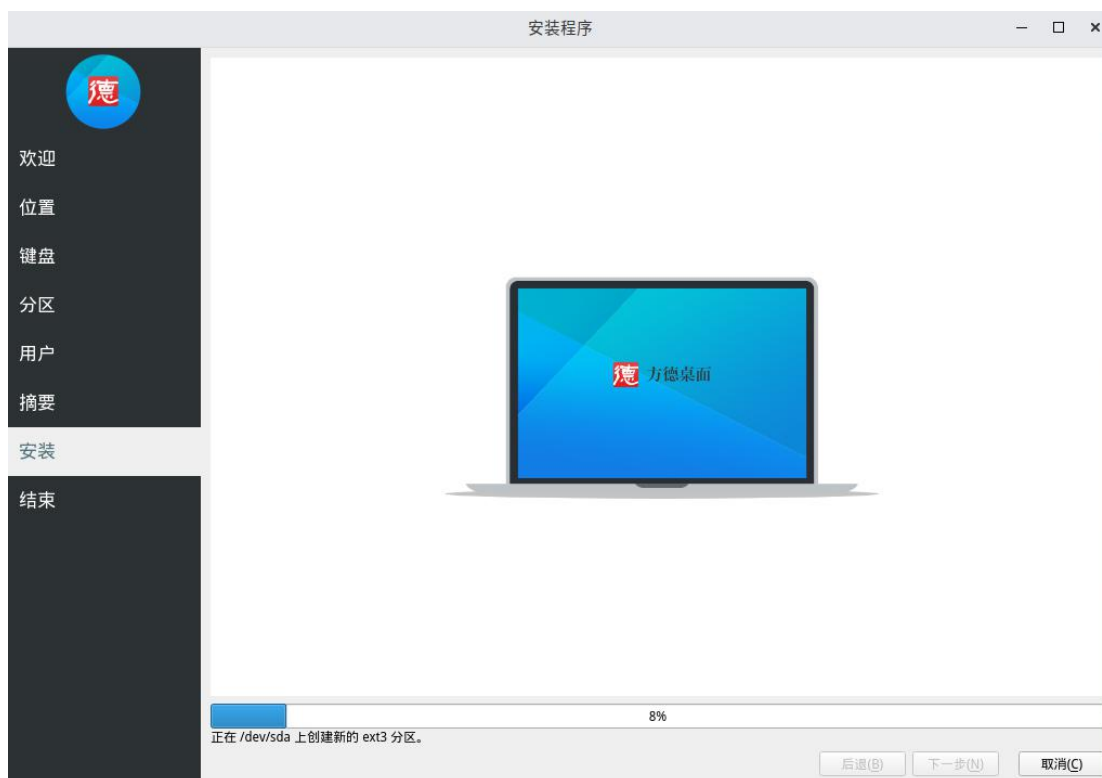 安装程序
德
欢迎
位置
键盘
分区
用户
摘要
安装
结束
德 方德桌面
8%
正在 /dev/sda 上创建新的 ext3 分区。
后退(B) 下一步(N) 取消(C)